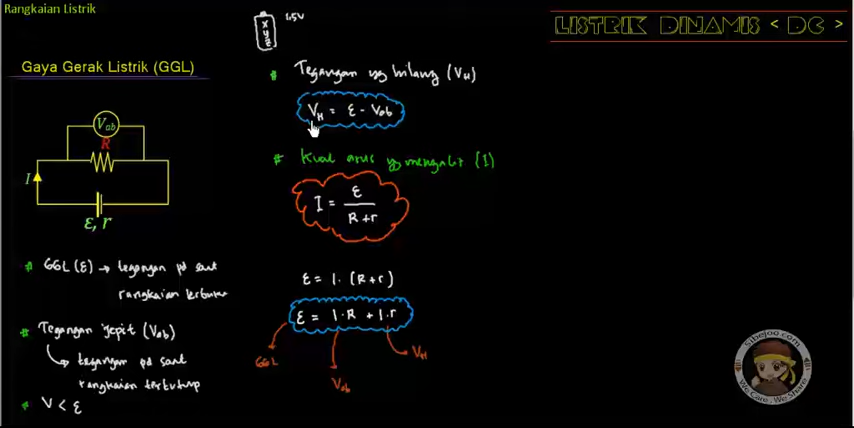 Rangkaian Listrik
LISTRIK DINAMIS < DC >
1.5V
Gaya Gerak Listrik (GGL)
Vab
R
I
ε, r
# GGL (ε) → tegangan pd saat
rangkaian terbuka
# Tegangan jepit (Vab)
→ tegangan pd saat
rangkaian tertutup
# V < ε
# Tegangan yg hilang (VH)
VH = ε - Vab
# Kuat arus yg mengalir (I)
I = ε / R+r
ε = I . (R+r)
ε = I.R + I.r
GGL
Vab
VH
sibejoo.com
We Care. We Share